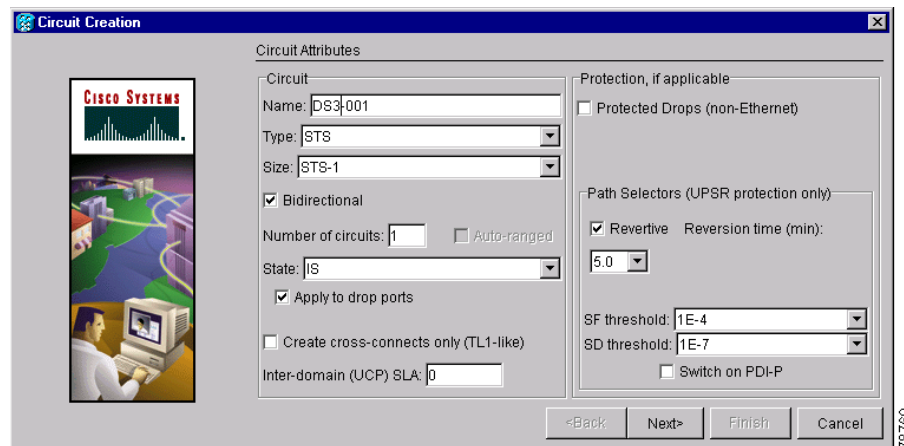 Circuit Creation
Circuit Attributes
CISCO SYSTEMS
Circuit
Name: DS3-001
Type: STS
Size: STS-1
Bidirectional
Number of circuits: 1 Auto-ranged
State: IS
Apply to drop ports
Create cross-connects only (TL1-like)
Inter-domain (UCP) SLA: 0
Protection, if applicable
Protected Drops (non-Ethernet)
Path Selectors (UPSR protection only)
Revertive Reversion time (min):
5.0
SF threshold: 1E-4
SD threshold: 1E-7
Switch on PDI-P
<Back Next> Finish Cancel